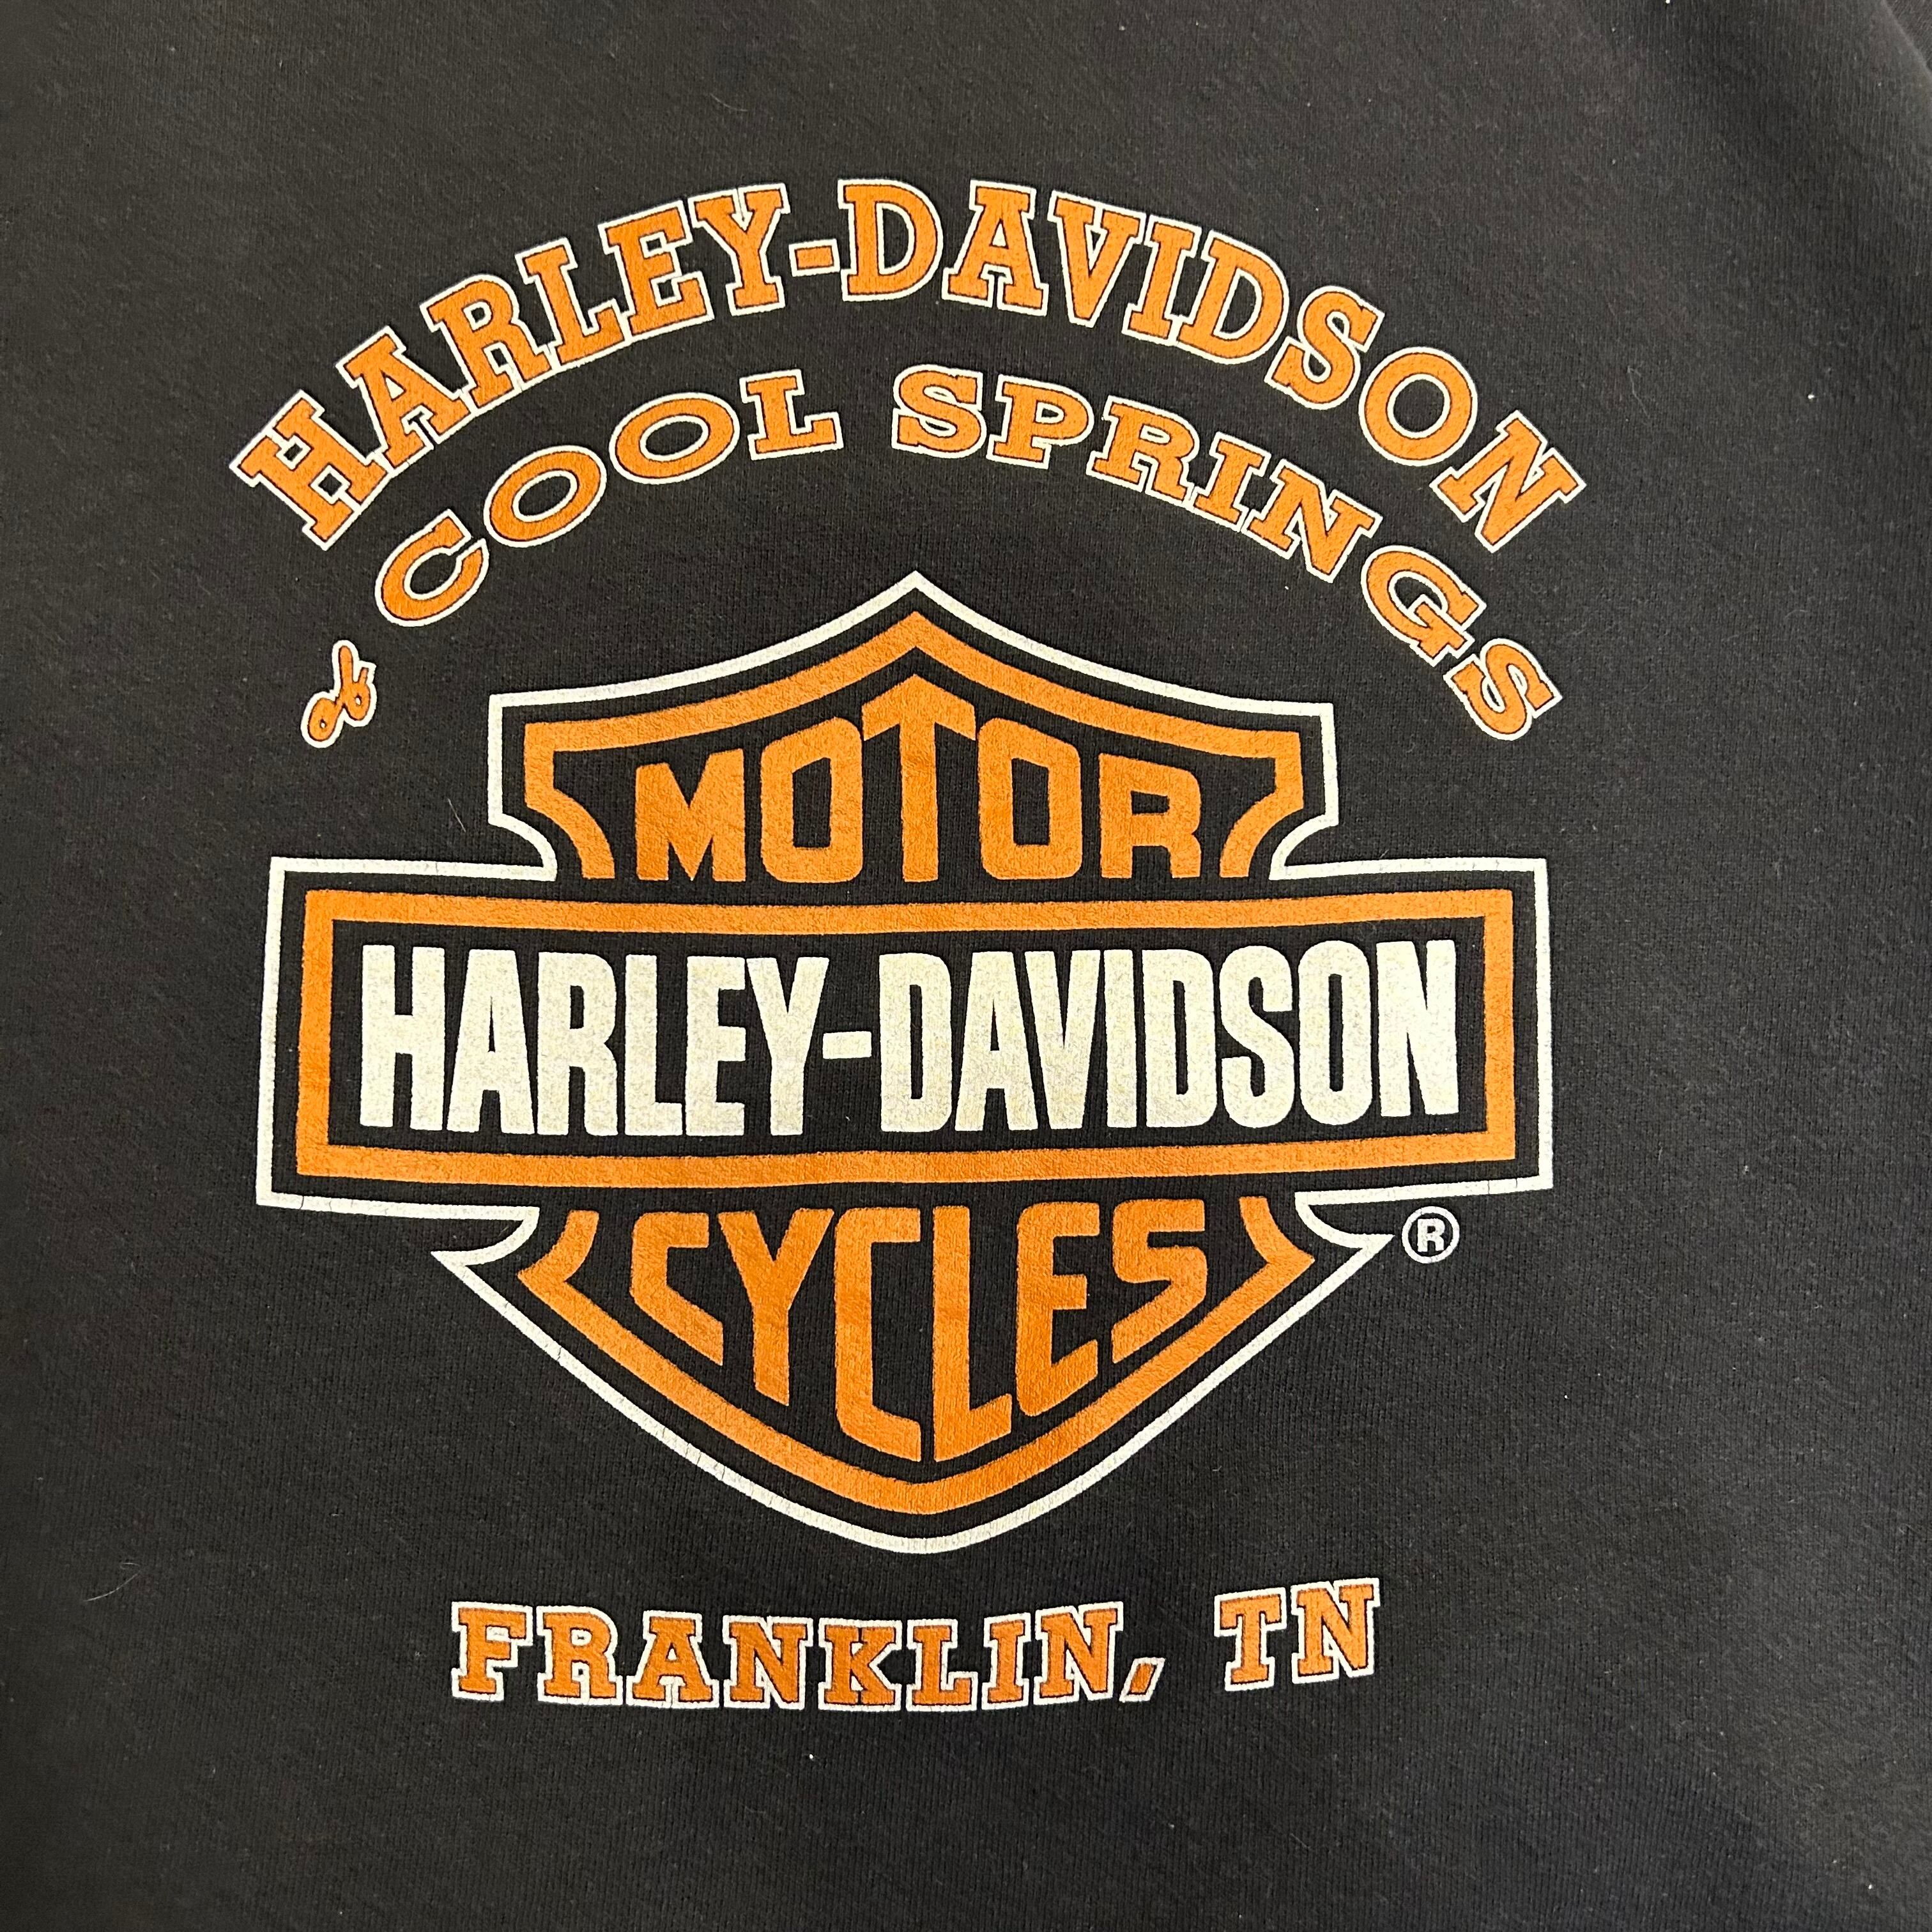 HARLEY-DAVIDSON
of COOL SPRINGS
MOTOR
HARLEY-DAVIDSON
CYCLES
®
FRANKLIN, TN